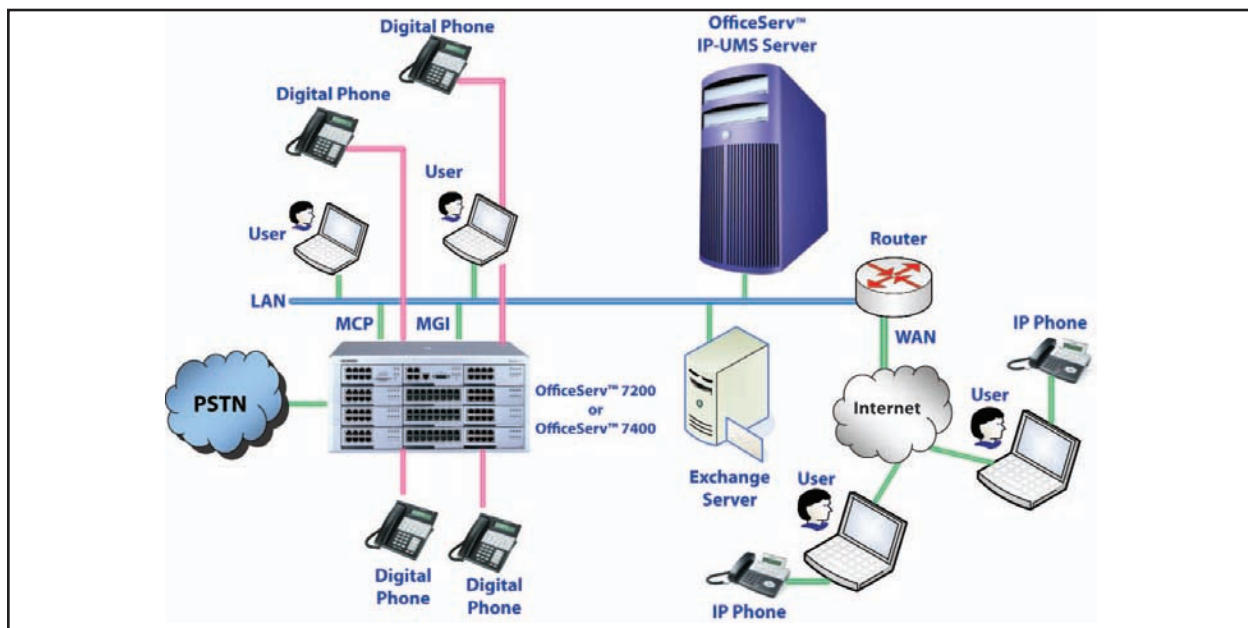 Digital Phone
OfficeServ™
IP-UMS Server
Digital Phone
User
User
Router
LAN
MCP
MGI
WAN
IP Phone
PSTN
OfficeServ™ 7200
or
OfficeServ™ 7400
Internet
User
Exchange
Server
User
Digital
Phone
Digital
Phone
IP Phone